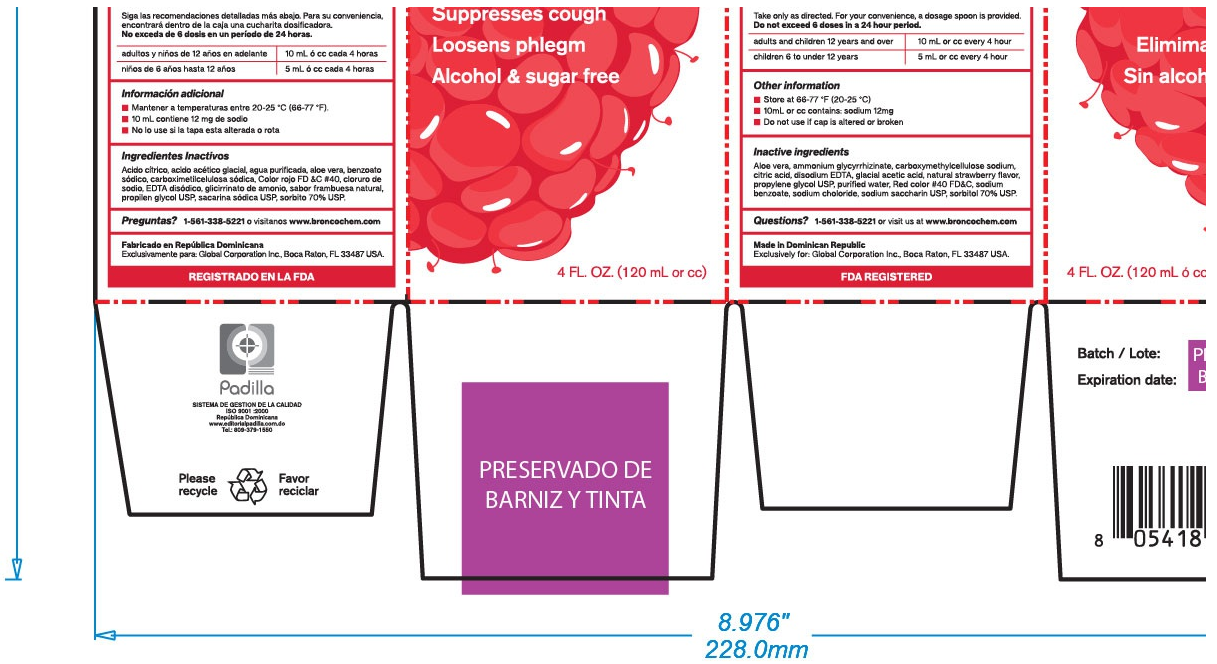 Siga las recomendaciones detalladas más abajo. Para su conveniencia,
encontrará dentro de la caja una cucharita dosificadora.
No exceda de 6 dosis en un período de 24 horas.
adultos y niños de 12 años en adelante 10 mL ó cc cada 4 horas
niños de 6 años hasta 12 años 5 mL ó cc cada 4 horas
Información adicional
Mantener a temperaturas entre 20-25 °C (66-77 °F).
10 mL contiene 12 mg de sodio
No lo use si la tapa esta alterada o rota
Ingredientes Inactivos
Acido cítrico, acido acético glacial, agua purificada, aloe vera, benzoato
sódico, carboximetilcelulosa sódica, Color rojo FD &C #40, cloruro de
sodio, EDTA disódico, glicirrinato de amonio, sabor frambuesa natural,
propilen glycol USP, sacarina sódica USP, sorbito 70% USP.
Preguntas? 1-561-338-5221 o visitanos www.broncochem.com
Fabricado en República Dominicana
Exclusivamente para: Global Corporation Inc., Boca Raton, FL 33487 USA.
REGISTRADO EN LA FDA
Suppresses cough
Loosens phlegm
Alcohol & sugar free
4 FL. OZ. (120 mL or cc)
Take only as directed. For your convenience, a dosage spoon is provided.
Do not exceed 6 doses in a 24 hour period.
adults and children 12 years and over 10 mL or cc every 4 hour
children 6 to under 12 years 5 mL or cc every 4 hour
Other information
Store at 66-77 °F (20-25 °C)
10mL or cc contains: sodium 12mg
Do not use if cap is altered or broken
Inactive ingredients
Aloe vera, ammonium glycyrrhizinate, carboxymethylcellulose sodium,
citric acid, disodium EDTA, glacial acetic acid, natural strawberry flavor,
propylene glycol USP, purified water, Red color #40 FD&C, sodium
benzoate, sodium choloride, sodium saccharin USP, sorbitol 70% USP.
Questions? 1-561-338-5221 or visit us at www.broncochem.com
Made in Dominican Republic
Exclusively for: Global Corporation Inc., Boca Raton, FL 33487 USA.
FDA REGISTERED
Elimina
Sin alcoh
4 FL. OZ. (120 mL ó cc
Padilla
SISTEMA DE GESTION DE LA CALIDAD
ISO 9001 :2000
República Dominicana
www.editorialpadilla.com.do
Tel.: 809-379-1550
Please recycle
Favor reciclar
PRESERVADO DE
BARNIZ Y TINTA
Batch / Lote:
Expiration date:
8 05418
8.976"
228.0mm